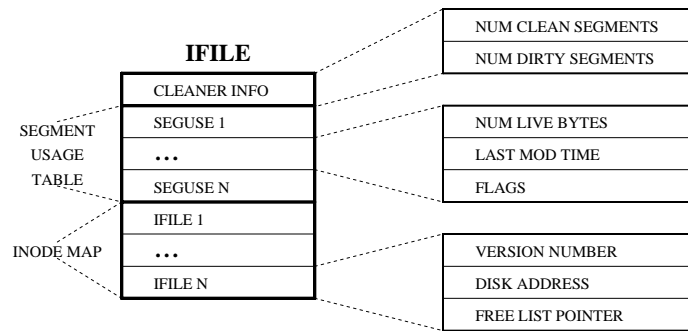 IFILE
CLEANER INFO
SEGUSE 1
...
SEGUSE N
IFILE 1
...
IFILE N
SEGMENT
USAGE
TABLE
INODE MAP
NUM CLEAN SEGMENTS
NUM DIRTY SEGMENTS
NUM LIVE BYTES
LAST MOD TIME
FLAGS
VERSION NUMBER
DISK ADDRESS
FREE LIST POINTER